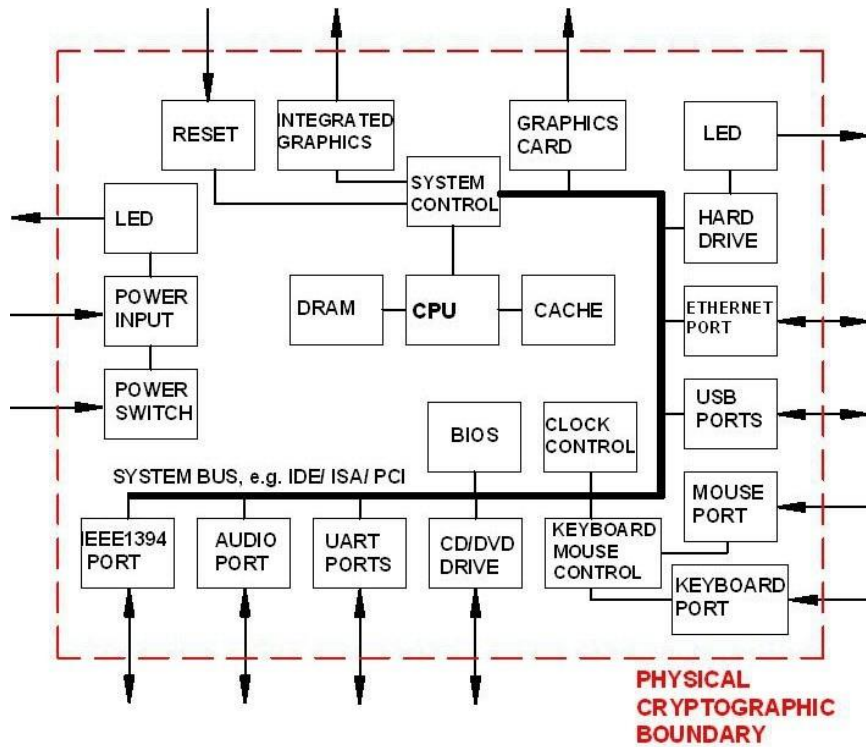 RESET
INTEGRATED
GRAPHICS
GRAPHICS
CARD
LED
SYSTEM
CONTROL
LED
HARD
DRIVE
POWER
INPUT
DRAM
CPU
CACHE
ETHERNET
PORT
POWER
SWITCH
USB
PORTS
BIOS
CLOCK
CONTROL
SYSTEM BUS, e.g. IDE/ ISA/ PCI
MOUSE
PORT
IEEE1394
PORT
AUDIO
PORT
UART
PORTS
CD/DVD
DRIVE
KEYBOARD
MOUSE
CONTROL
KEYBOARD
PORT
PHYSICAL
CRYPTOGRAPHIC
BOUNDARY